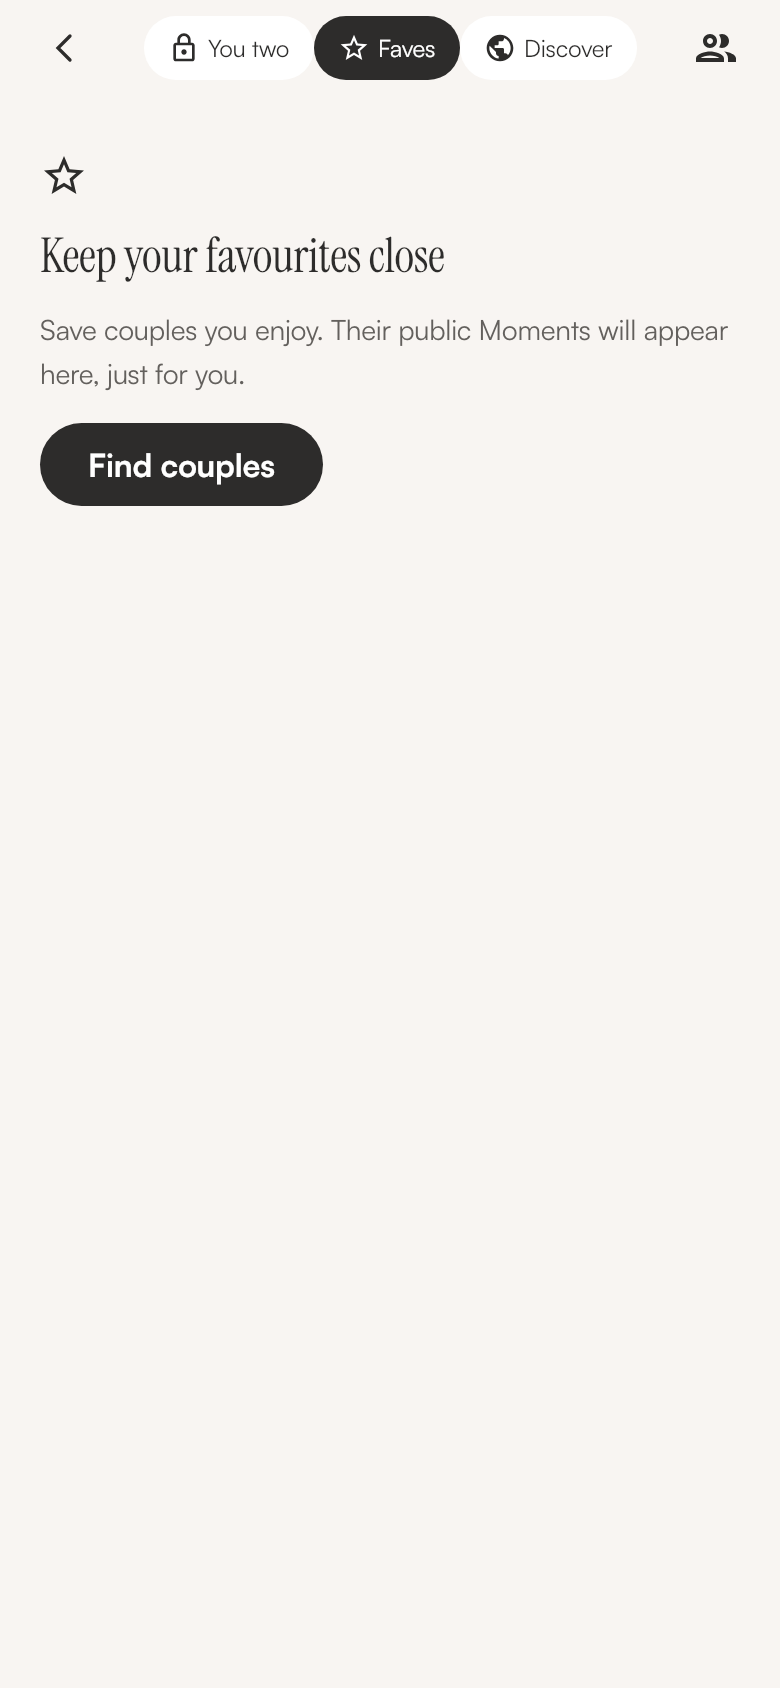 You two
Faves
Discover
Keep your favourites close
Save couples you enjoy. Their public Moments will appear
here, just for you.
Find couples